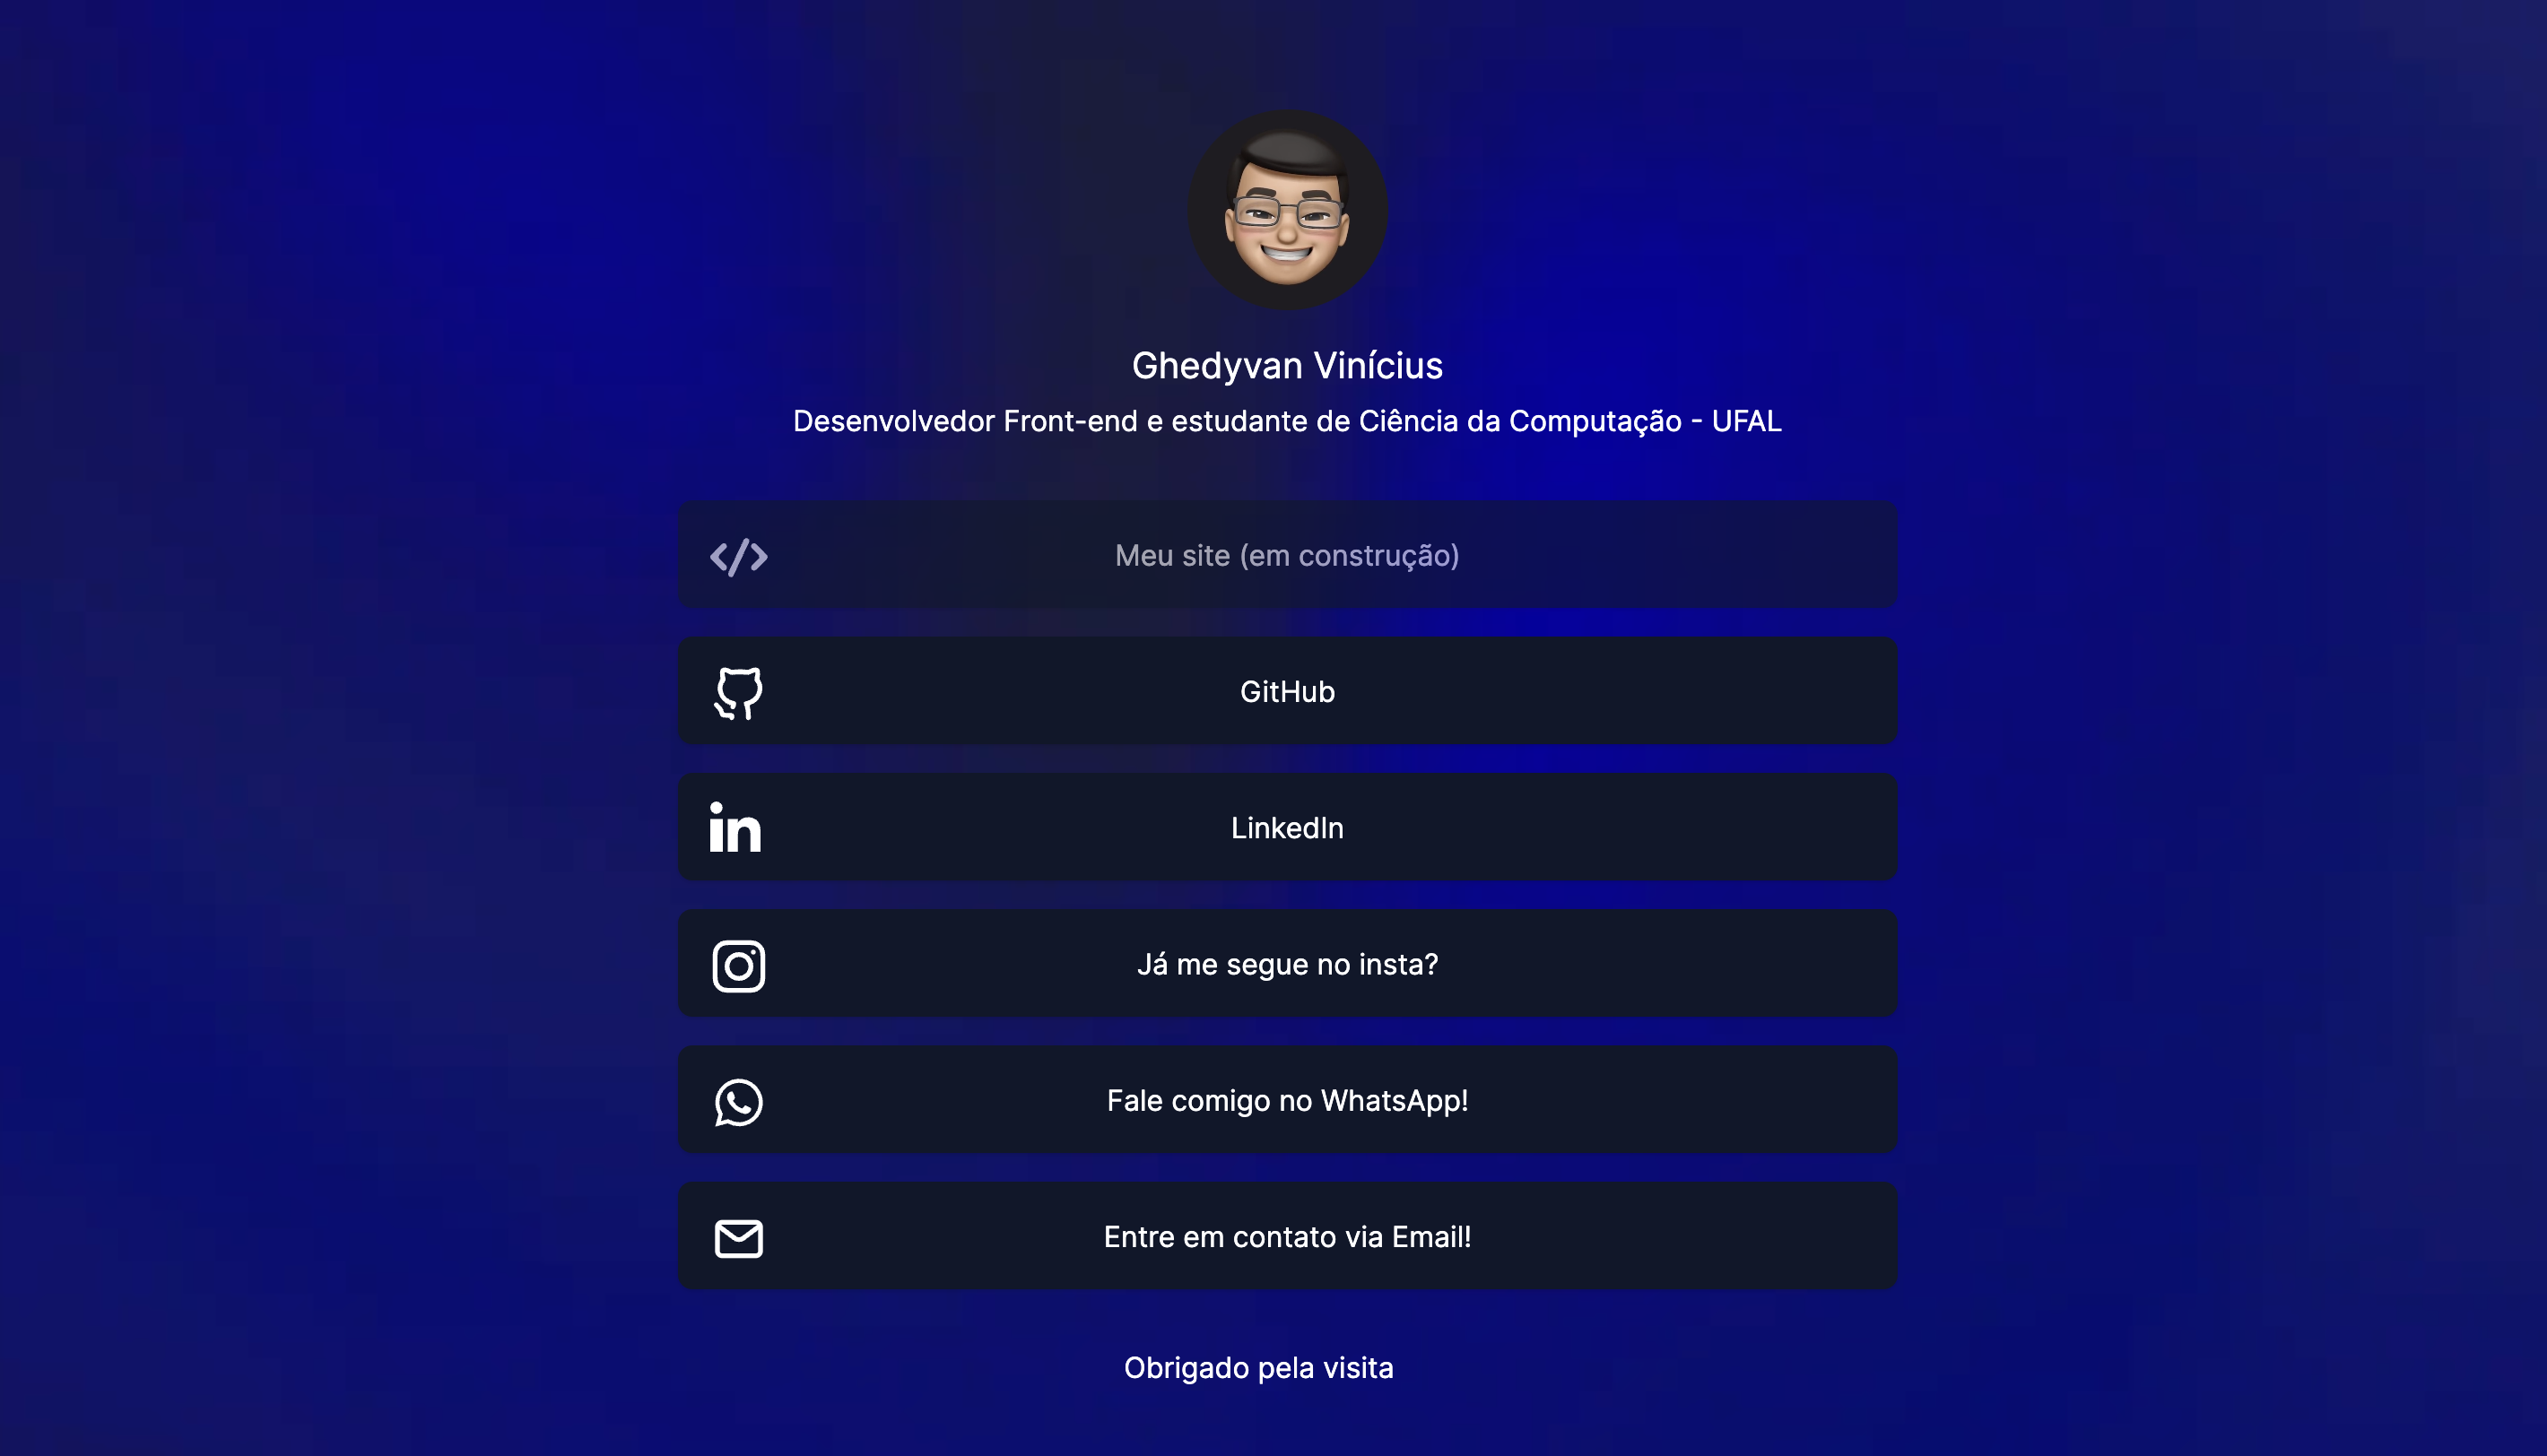 Ghedyvan Vinícius
Desenvolvedor Front-end e estudante de Ciência da Computação - UFAL
Meu site (em construção)
GitHub
LinkedIn
Já me segue no insta?
Fale comigo no WhatsApp!
Entre em contato via Email!
Obrigado pela visita